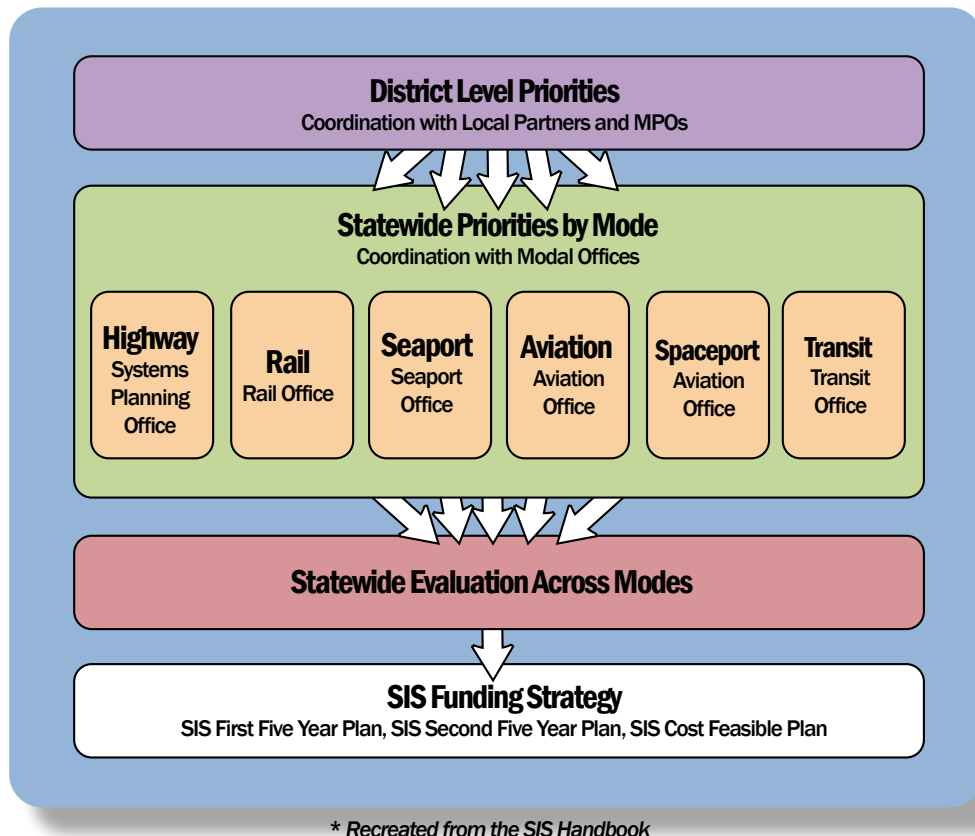 District Level Priorities
Coordination with Local Partners and MPOs
Statewide Priorities by Mode
Coordination with Modal Offices
Highway
Systems
Planning
Office
Rail
Rail Office
Seaport
Seaport
Office
Aviation
Aviation
Office
Spaceport
Aviation
Office
Transit
Transit
Office
Statewide Evaluation Across Modes
SIS Funding Strategy
SIS First Five Year Plan, SIS Second Five Year Plan, SIS Cost Feasible Plan
* Recreated from the SIS Handbook